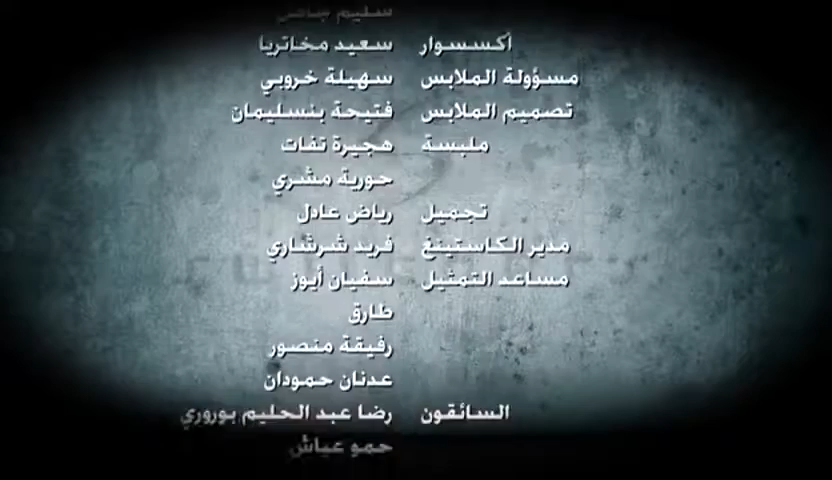 سليم
أكسسوار سعيد مخاتريا
مسؤولة الملابس سهيلة خروبي
تصميم الملابس فتيحة بنسليمان
ملبسة هجيرة تفات
حورية مشري
تجميل رياض عادل
مدير الكاستينغ فريد شرشاري
مساعد التمثيل سفيان أيوز
طارق
رفيقة منصور
عدنان حمودان
السائقون رضا عبد الحليم بوروري
حمو عياش